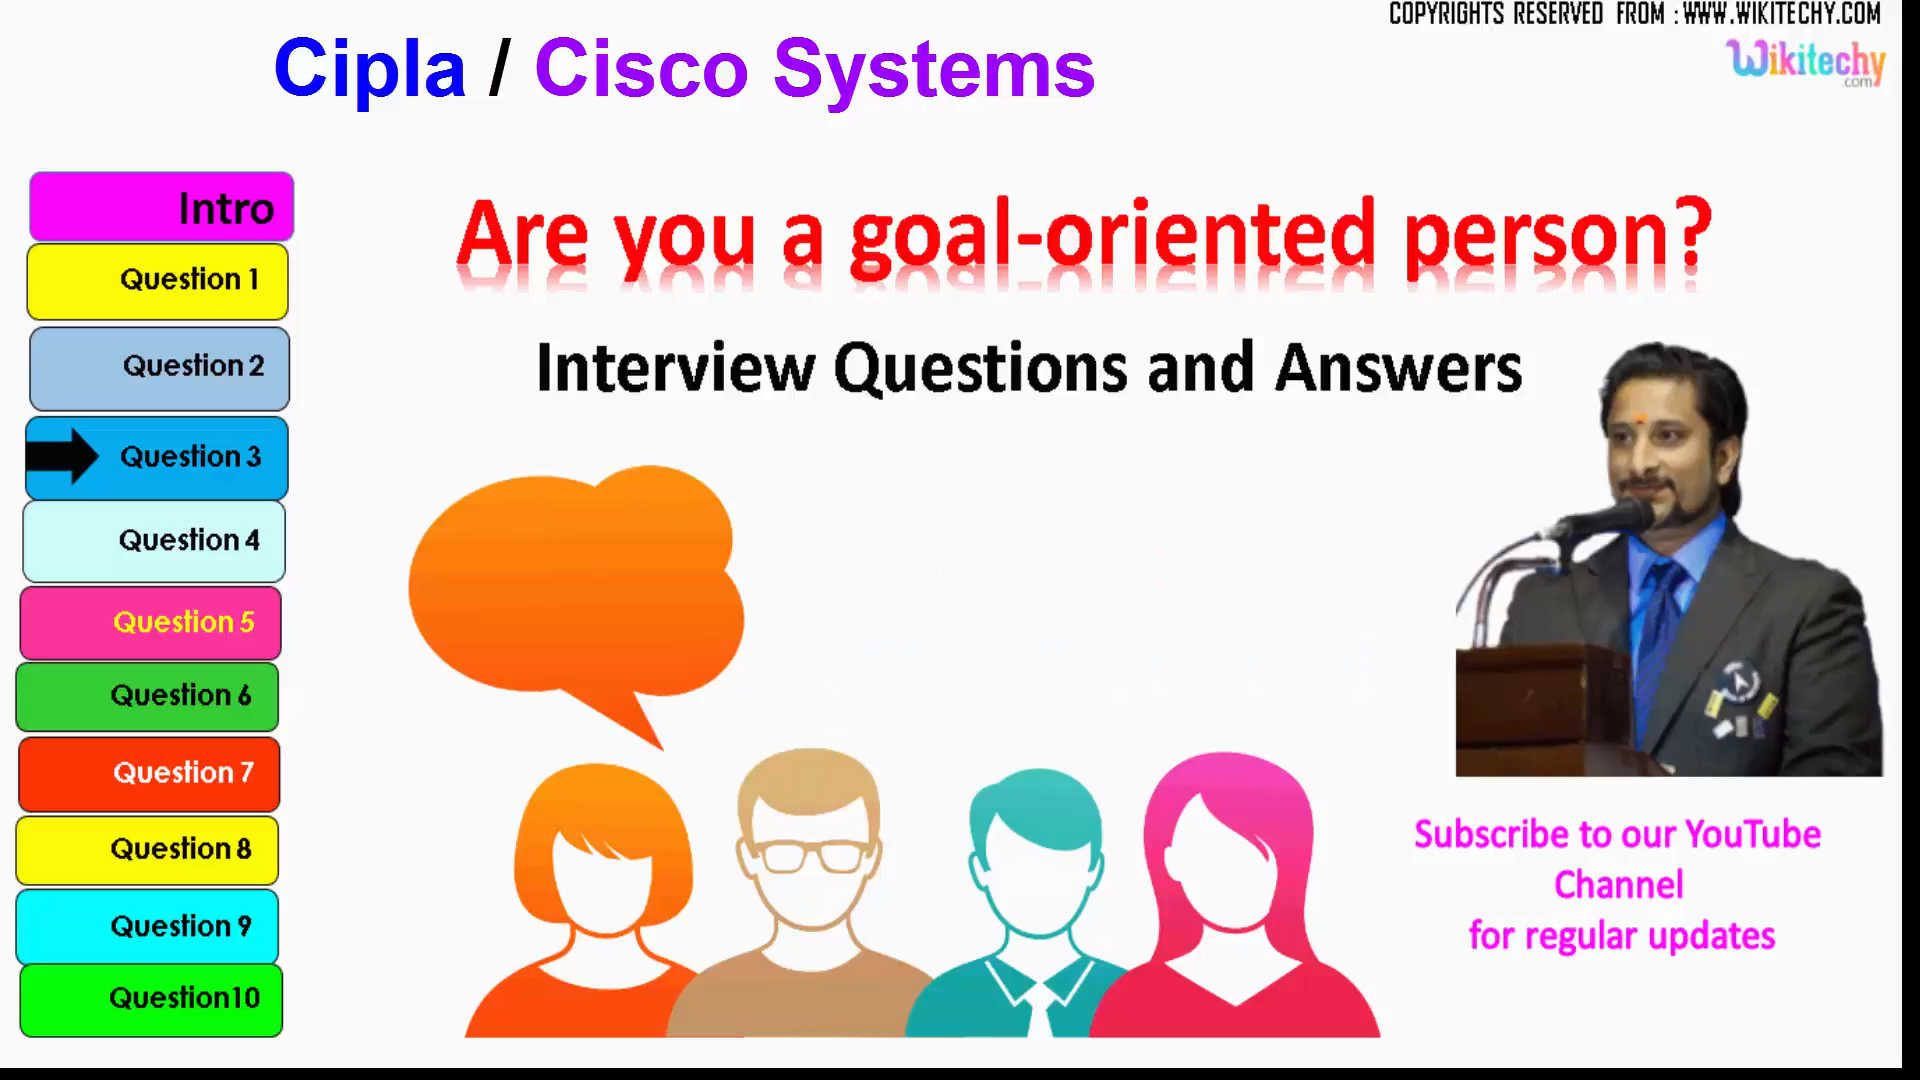 COPYRIGHTS RESERVED FROM : WWW.WIKITECHY.COM
Cipla / Cisco Systems
Wikitechy
.com
Intro
Question 1
Question 2
Question 3
Question 4
Question 5
Question 6
Question 7
Question 8
Question 9
Question10
Are you a goal-oriented person?
Interview Questions and Answers
Subscribe to our YouTube
Channel
for regular updates